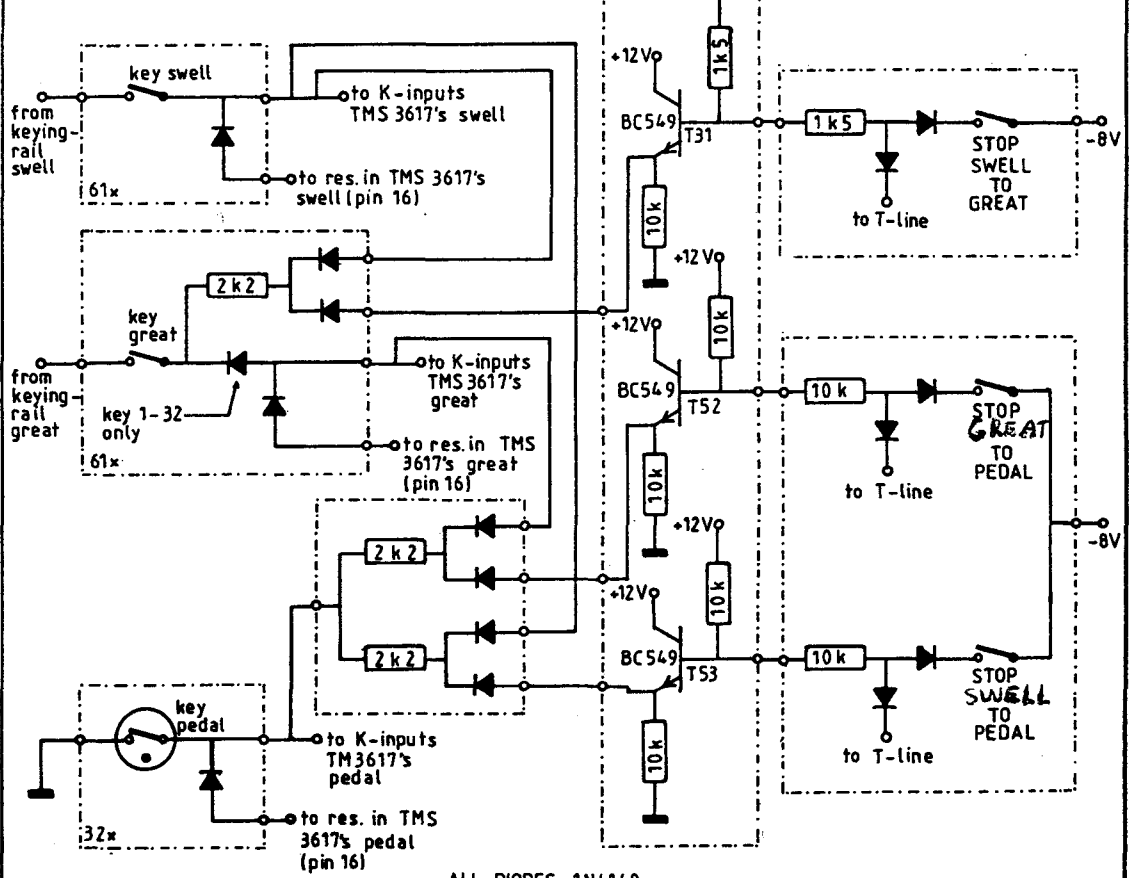 key swell
from
keying-
rail
swell
to K-inputs
TMS 3617's swell
to res. in TMS 3617's
swell (pin 16)
61x
+12V
1k5
BC549
T31
10k
1k5
STOP
SWELL
TO
GREAT
-8V
to T-line
2k2
key
great
from
keying-
rail
great
key 1-32
only
to K-inputs
TMS 3617's
great
to res. in TMS
3617's great
(pin 16)
61x
+12V
+12V
10k
BC549
T52
10k
10k
STOP
GREAT
TO
PEDAL
to T-line
-8V
2k2
2k2
+12V
+12V
10k
BC549
T53
10k
10k
STOP
SWELL
TO
PEDAL
to T-line
key
pedal
to K-inputs
TM3617's
pedal
to res. in TMS
3617's pedal
(pin 16)
32x